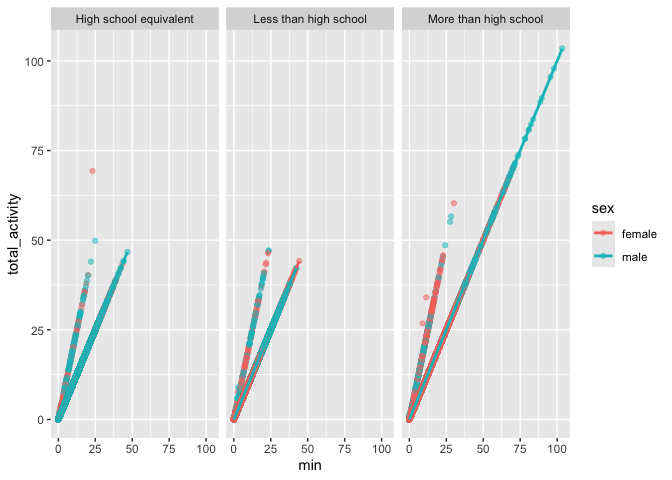 High school equivalent
Less than high school
More than high school
100
75
50
25
0
total_activity
0 25 50 75 100
0 25 50 75 100
0 25 50 75 100
min
sex
female
male